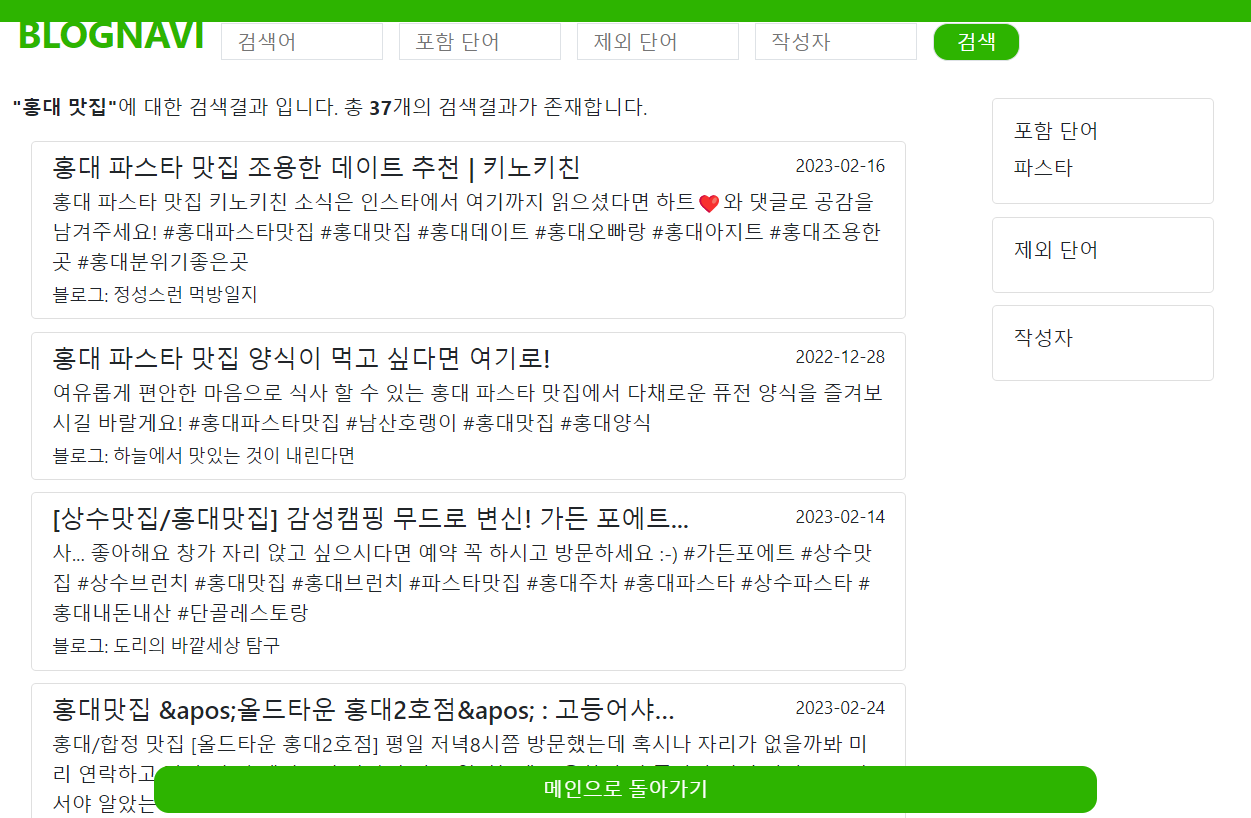 BLOGNAVI 검색어 포함 단어 제외 단어 작성자 검색
"홍대 맛집"에 대한 검색결과 입니다. 총 37개의 검색결과가 존재합니다.
홍대 파스타 맛집 조용한 데이트 추천 | 키노키친 2023-02-16
홍대 파스타 맛집 키노키친 소식은 인스타에서 여기까지 읽으셨다면 하트❤️와 댓글로 공감을
남겨주세요! #홍대파스타맛집 #홍대맛집 #홍대데이트 #홍대오빠랑 #홍대아지트 #홍대조용한
곳 #홍대분위기좋은곳
블로그: 정성스런 먹방일지
홍대 파스타 맛집 양식이 먹고 싶다면 여기로! 2022-12-28
여유롭게 편안한 마음으로 식사 할 수 있는 홍대 파스타 맛집에서 다채로운 퓨전 양식을 즐겨보
시길 바랄게요! #홍대파스타맛집 #남산호랭이 #홍대맛집 #홍대양식
블로그: 하늘에서 맛있는 것이 내린다면
[상수맛집/홍대맛집] 감성캠핑 무드로 변신! 가든 포에트... 2023-02-14
사... 좋아해요 창가 자리 앉고 싶으시다면 예약 꼭 하시고 방문하세요 :-) #가든포에트 #상수맛
집 #상수브런치 #홍대맛집 #홍대브런치 #파스타맛집 #홍대주차 #홍대파스타 #상수파스타 #
홍대내돈내산 #단골레스토랑
블로그: 도리의 바깥세상 탐구
홍대맛집 &apos;올드타운 홍대2호점&apos; : 고등어샤... 2023-02-24
홍대/합정 맛집 [올드타운 홍대2호점] 평일 저녁8시쯤 방문했는데 혹시나 자리가 없을까봐 미
리 연락하고
서야 알았는
메인으로 돌아가기
포함 단어
파스타
제외 단어
작성자